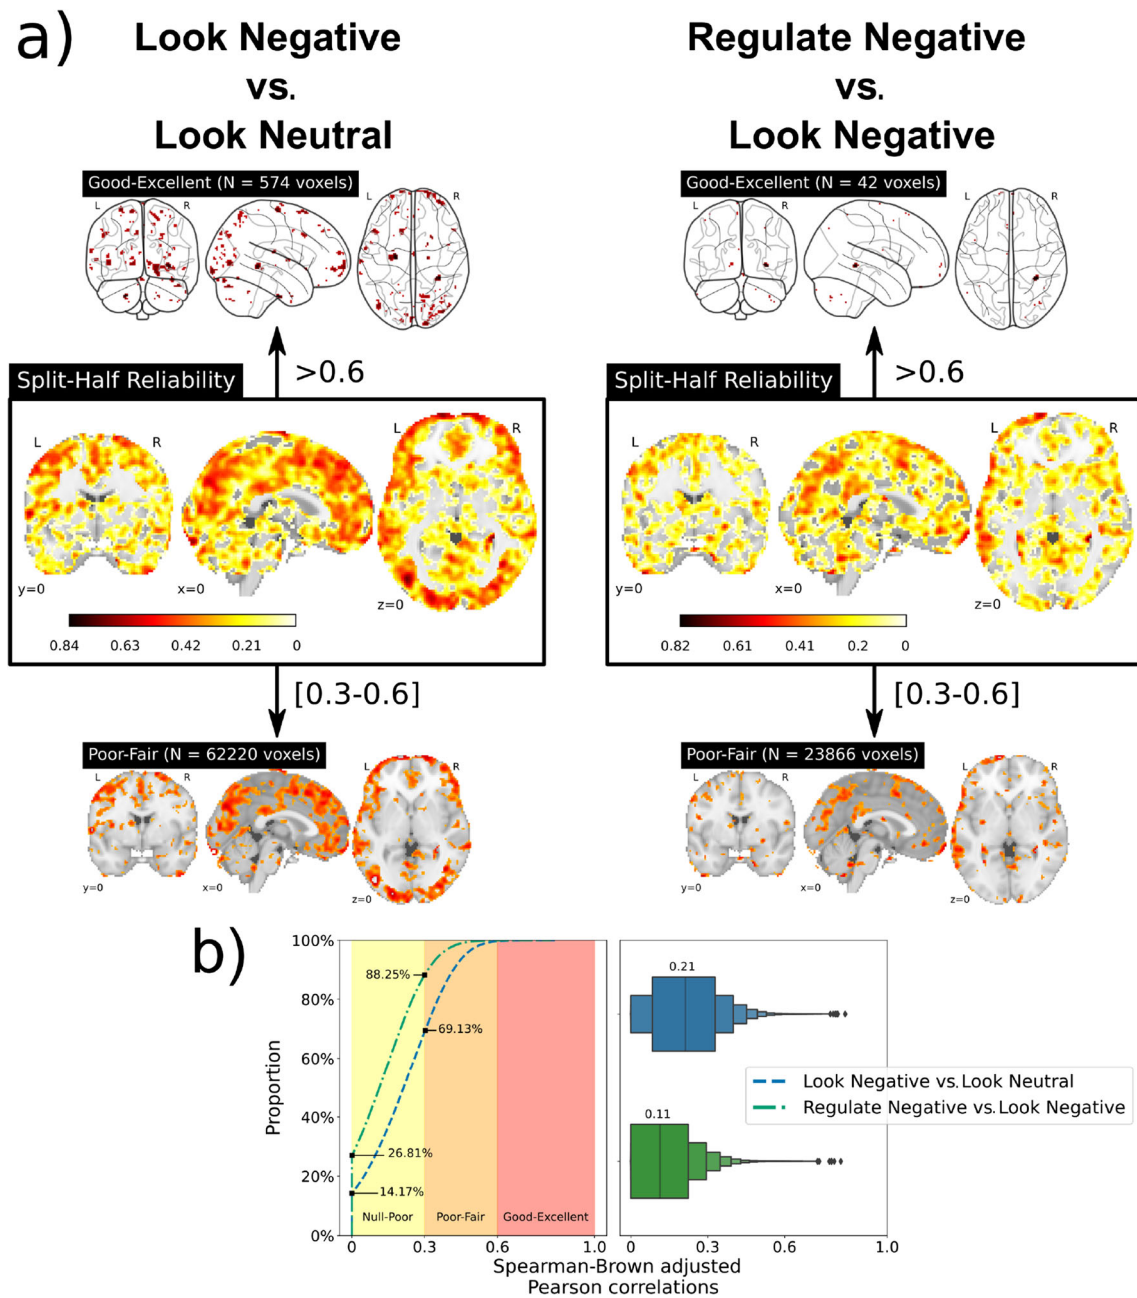 a)
Look Negative
vs.
Look Neutral
Regulate Negative
vs.
Look Negative
Good-Excellent (N = 574 voxels)
L R L R
Good-Excellent (N = 42 voxels)
L R L R
>0.6
>0.6
Split-Half Reliability
Split-Half Reliability
L R L R
y=0 x=0 z=0
0.84 0.63 0.42 0.21 0
L R L R
y=0 x=0 z=0
0.82 0.61 0.41 0.2 0
[0.3-0.6]
[0.3-0.6]
Poor-Fair (N = 62220 voxels)
L R L R
y=0 x=0 z=0
Poor-Fair (N = 23866 voxels)
L R L R
y=0 x=0 z=0
b)
Proportion
100%
80%
60%
40%
20%
0%
88.25%
69.13%
26.81%
14.17%
Null-Poor Poor-Fair Good-Excellent
0 0.3 0.6 1.0
0.21
Look Negative vs. Look Neutral
Regulate Negative vs. Look Negative
0.11
0 0.3 0.6 1.0
Spearman-Brown adjusted
Pearson correlations